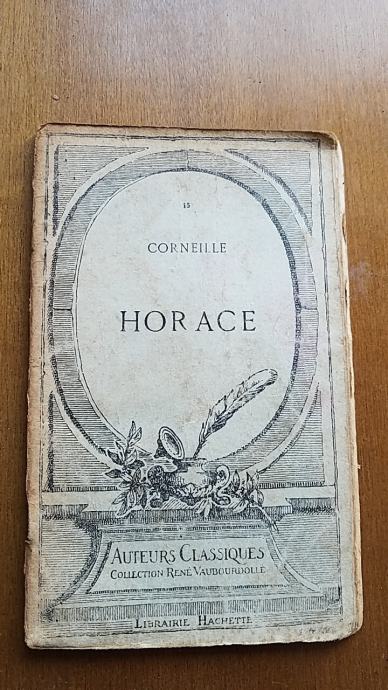 15
CORNEILLE
HORACE
AUTEURS CLASSIQUES
COLLECTION RENÉ VAUBOURDOLLE
LIBRAIRIE HACHETTE